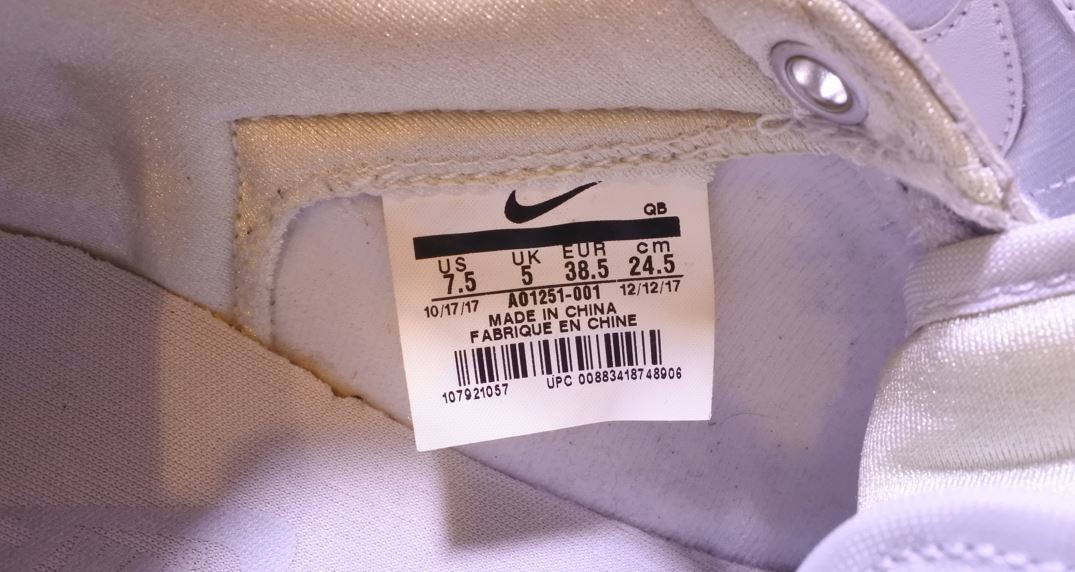 QB
US UK EUR cm
7.5 5 38.5 24.5
10/17/17 AO1251-001 12/12/17
MADE IN CHINA
FABRIQUE EN CHINE
107921057 UPC 00883418748906